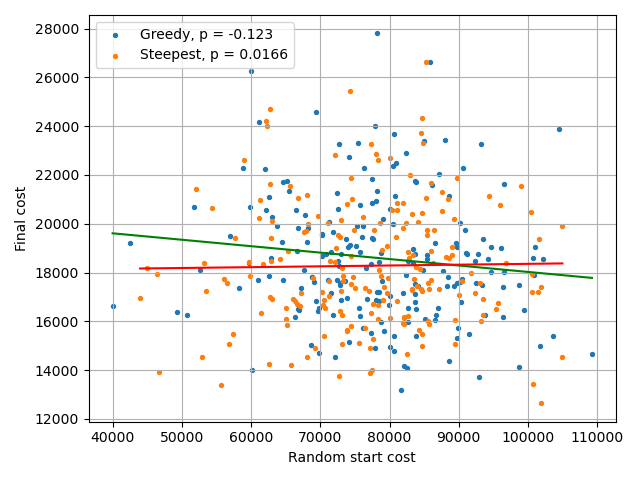 Greedy, p = -0.123
Steepest, p = 0.0166
28000
26000
24000
22000
20000
18000
16000
14000
12000
Final cost
40000 50000 60000 70000 80000 90000 100000 110000
Random start cost